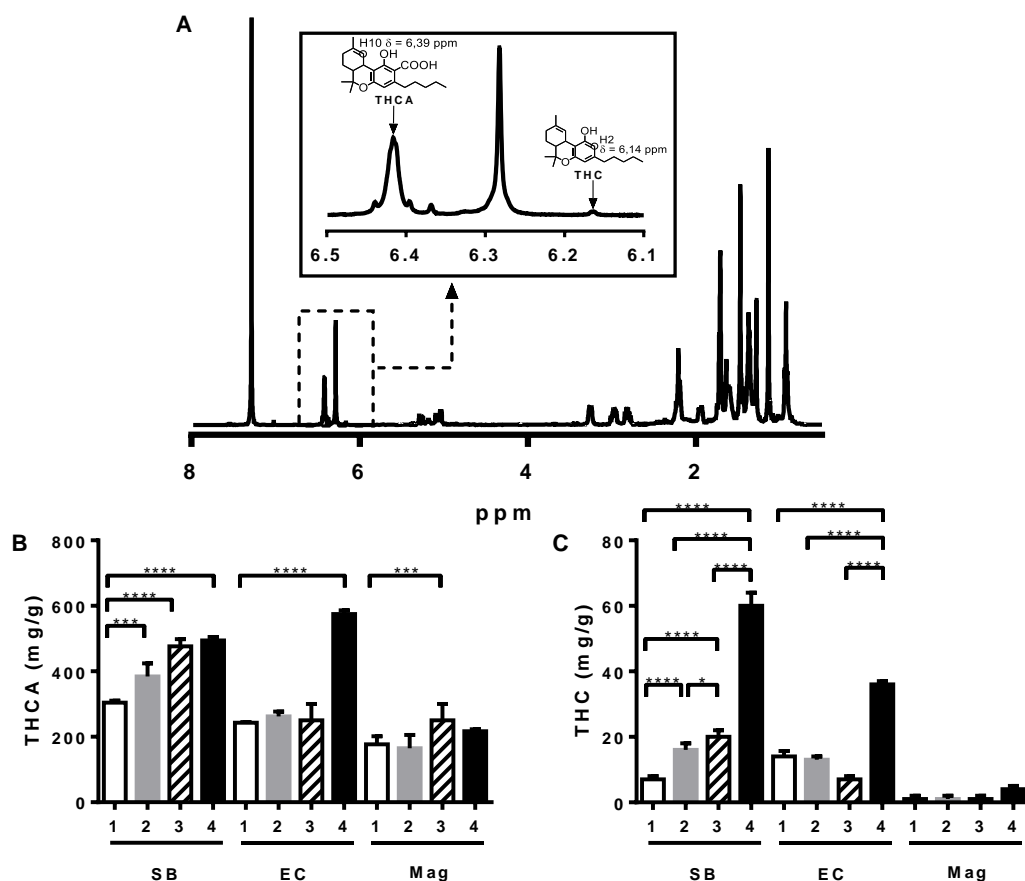 A
H10 δ = 6,39 ppm
OH
COOH
O
THCA
OH
H2
δ = 6,14 ppm
O
THC
6.5 6.4 6.3 6.2 6.1
8 6 4 2
ppm
B
THCA (mg/g)
800
600
400
200
0
****
****
***
****
***
1 2 3 4 1 2 3 4 1 2 3 4
SB EC Mag
C
THC (mg/g)
80
60
40
20
0
****
****
****
****
****
*
****
****
****
1 2 3 4 1 2 3 4 1 2 3 4
SB EC Mag